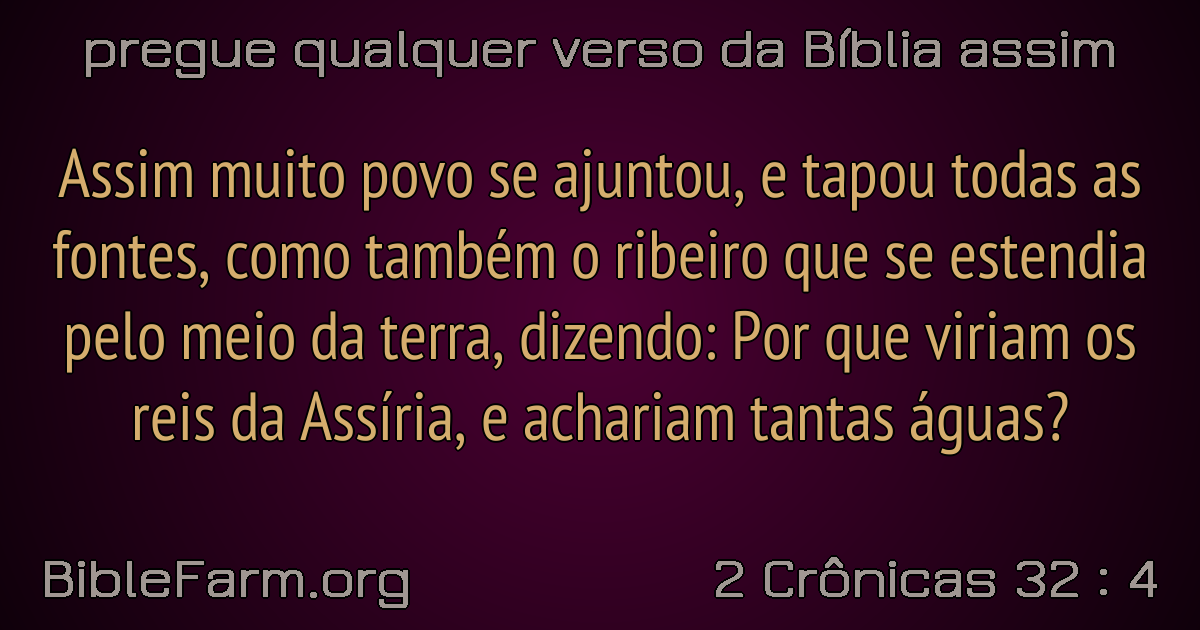 pregue qualquer verso da Bíblia assim
Assim muito povo se ajuntou, e tapou todas as
fontes, como também o ribeiro que se estendia
pelo meio da terra, dizendo: Por que viriam os
reis da Assíria, e achariam tantas águas?
BibleFarm.org
2 Crônicas 32 : 4